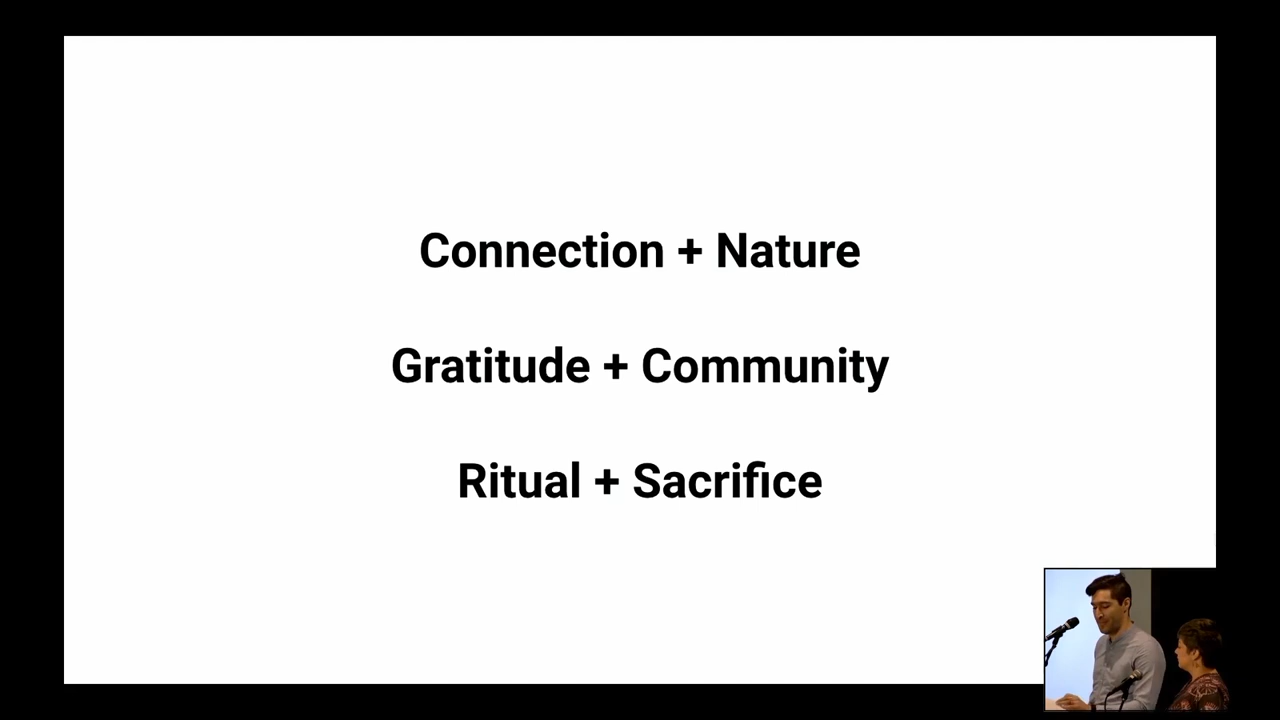 Connection + Nature
Gratitude + Community
Ritual + Sacrifice